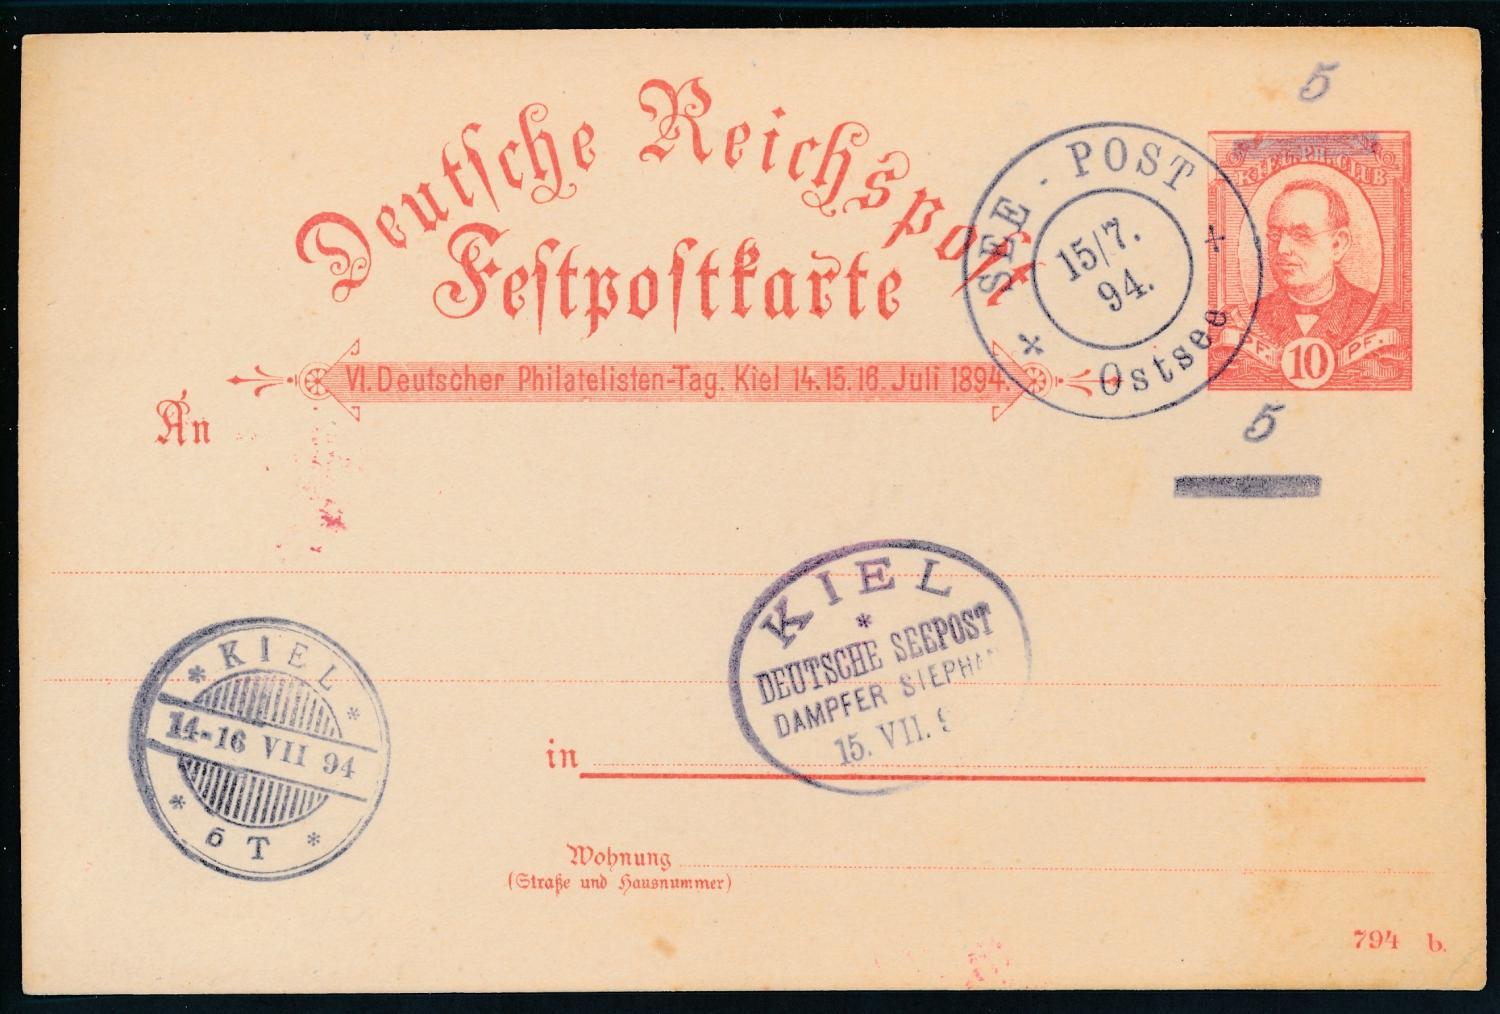 5
Deutsche Reichspost
Festpostkarte
VI. Deutscher Philatelisten-Tag. Kiel 14. 15. 16. Juli 1894.
SEE - POST
15/7.
94.
Ostsee
KIEL. PH. CLUB
PF. 10 PF.
5
An
KIEL
DEUTSCHE SEEPOST
DAMPFER STEPHAN
15. VII. 9
KIEL
14-16 VII 94
6 T
in
Wohnung
(Straße und Hausnummer)
794 b.